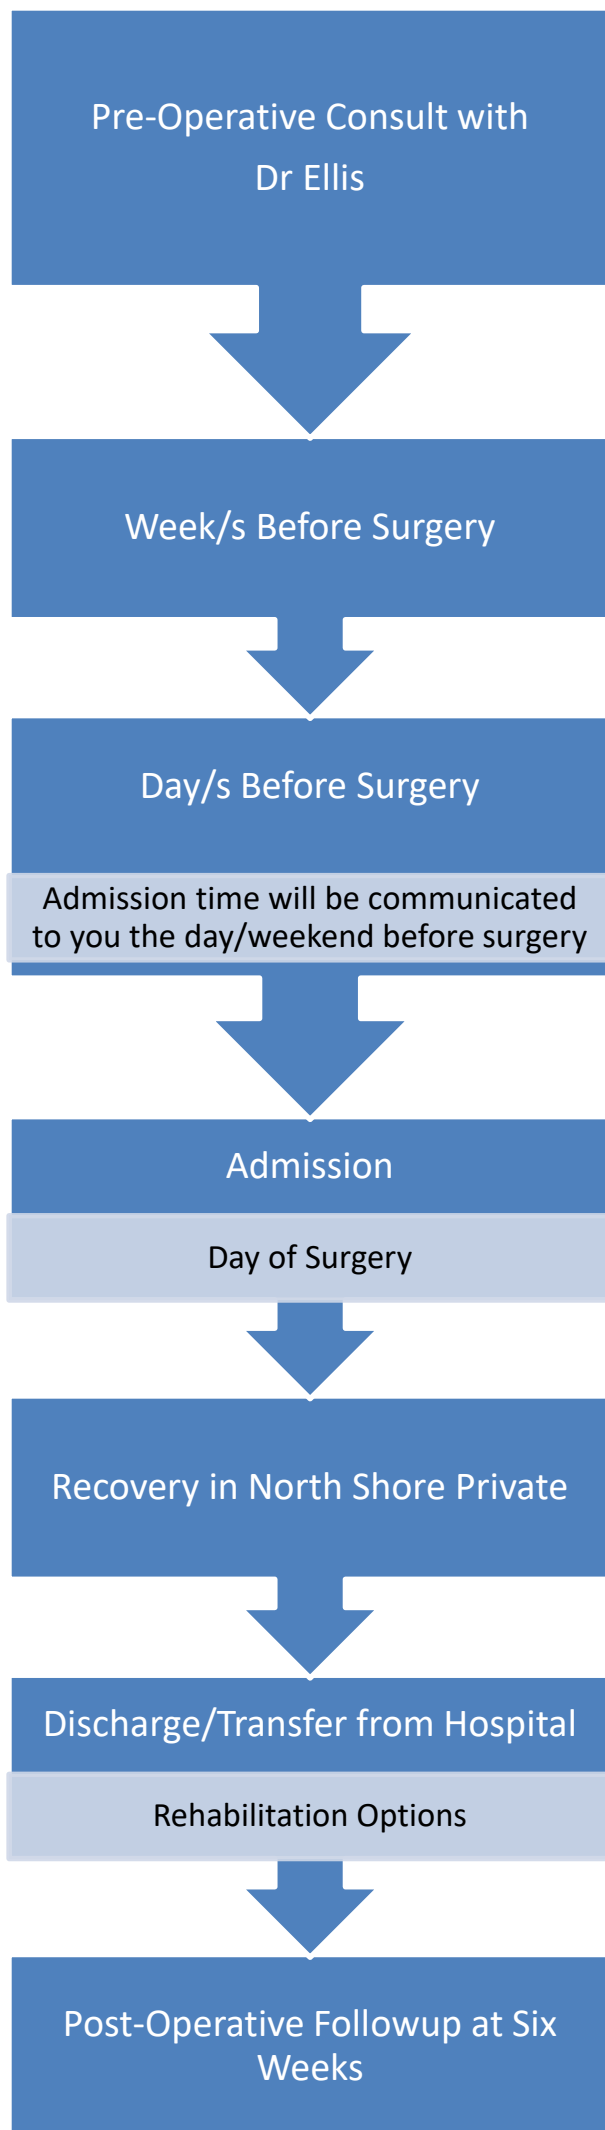 Pre-Operative Consult with
Dr Ellis
Week/s Before Surgery
Day/s Before Surgery
Admission time will be communicated
to you the day/weekend before surgery
Admission
Day of Surgery
Recovery in North Shore Private
Discharge/Transfer from Hospital
Rehabilitation Options
Post-Operative Followup at Six
Weeks